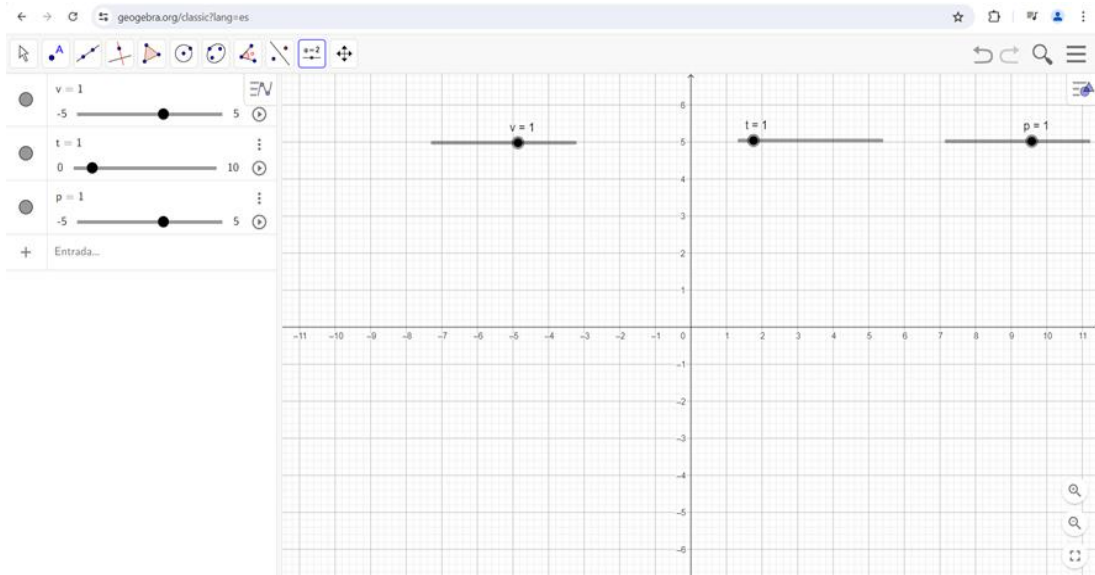 geogebra.org/classic?lang=es
A
a=2
v = 1
-5 5
t = 1
0 10
p = 1
-5 5
Entrada...
v = 1
t = 1
p = 1
6
5
4
3
2
1
-11 -10 -9 -8 -7 -6 -5 -4 -3 -2 -1 0 1 2 3 4 5 6 7 8 9 10 11
-1
-2
-3
-4
-5
-6